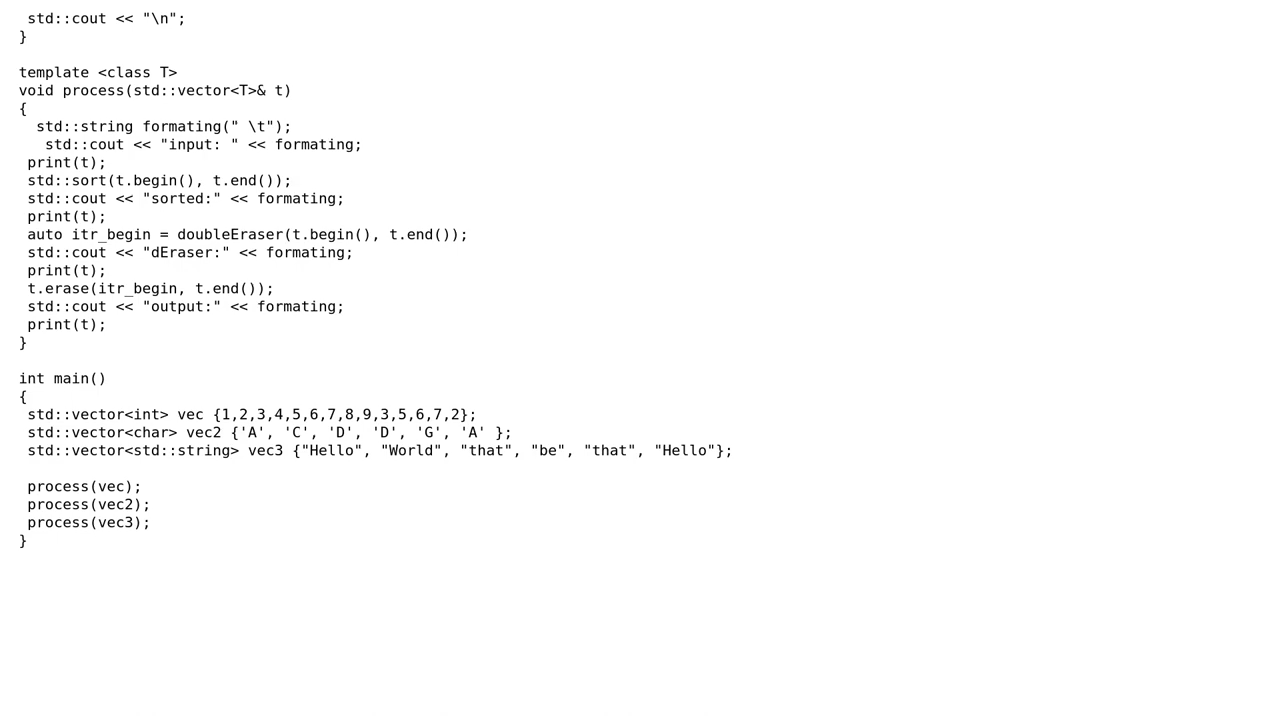 std::cout << "\n";
}
template <class T>
void process(std::vector<T>& t)
{
std::string formating(" \t");
std::cout << "input: " << formating;
print(t);
std::sort(t.begin(), t.end());
std::cout << "sorted:" << formating;
print(t);
auto itr_begin = doubleEraser(t.begin(), t.end());
std::cout << "dEraser:" << formating;
print(t);
t.erase(itr_begin, t.end());
std::cout << "output:" << formating;
print(t);
}
int main()
{
std::vector<int> vec {1,2,3,4,5,6,7,8,9,3,5,6,7,2};
std::vector<char> vec2 {'A', 'C', 'D', 'D', 'G', 'A' };
std::vector<std::string> vec3 {"Hello", "World", "that", "be", "that", "Hello"};
process(vec);
process(vec2);
process(vec3);
}